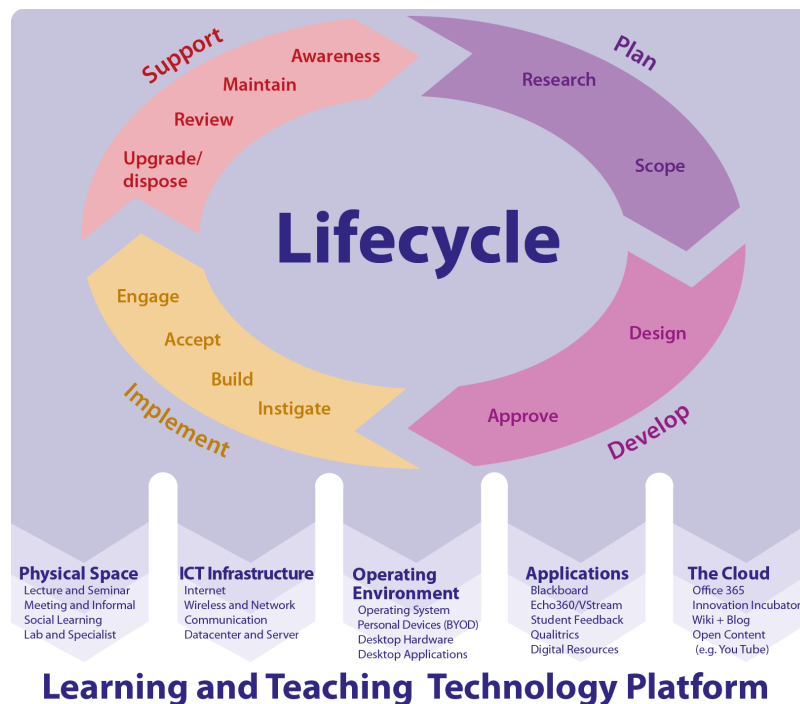 Support
Awareness
Maintain
Review
Upgrade/
dispose
Plan
Research
Scope
Lifecycle
Design
Approve
Develop
Engage
Accept
Build
Instigate
Implement
Physical Space
Lecture and Seminar
Meeting and Informal
Social Learning
Lab and Specialist
ICT Infrastructure
Internet
Wireless and Network
Communication
Datacenter and Server
Operating
Environment
Operating System
Personal Devices (BYOD)
Desktop Hardware
Desktop Applications
Applications
Blackboard
Echo360/VStream
Student Feedback
Qualitrics
Digital Resources
The Cloud
Office 365
Innovation Incubator
Wiki + Blog
Open Content
(e.g. You Tube)
Learning and Teaching Technology Platform